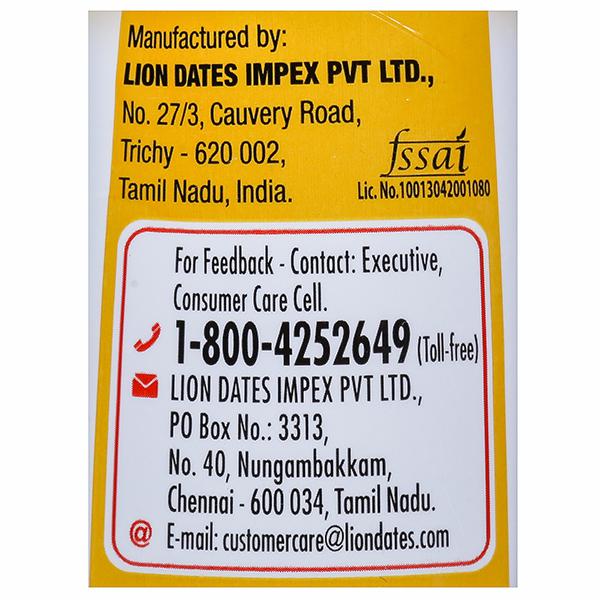 Manufactured by:
LION DATES IMPEX PVT LTD.,
No. 27/3, Cauvery Road,
Trichy - 620 002,
Tamil Nadu, India.
fssai
Lic. No.10013042001080
For Feedback - Contact: Executive,
Consumer Care Cell.
1-800-4252649 (Toll-free)
LION DATES IMPEX PVT LTD.,
PO Box No.: 3313,
No. 40, Nungambakkam,
Chennai - 600 034, Tamil Nadu.
@ E-mail: customercare@liondates.com